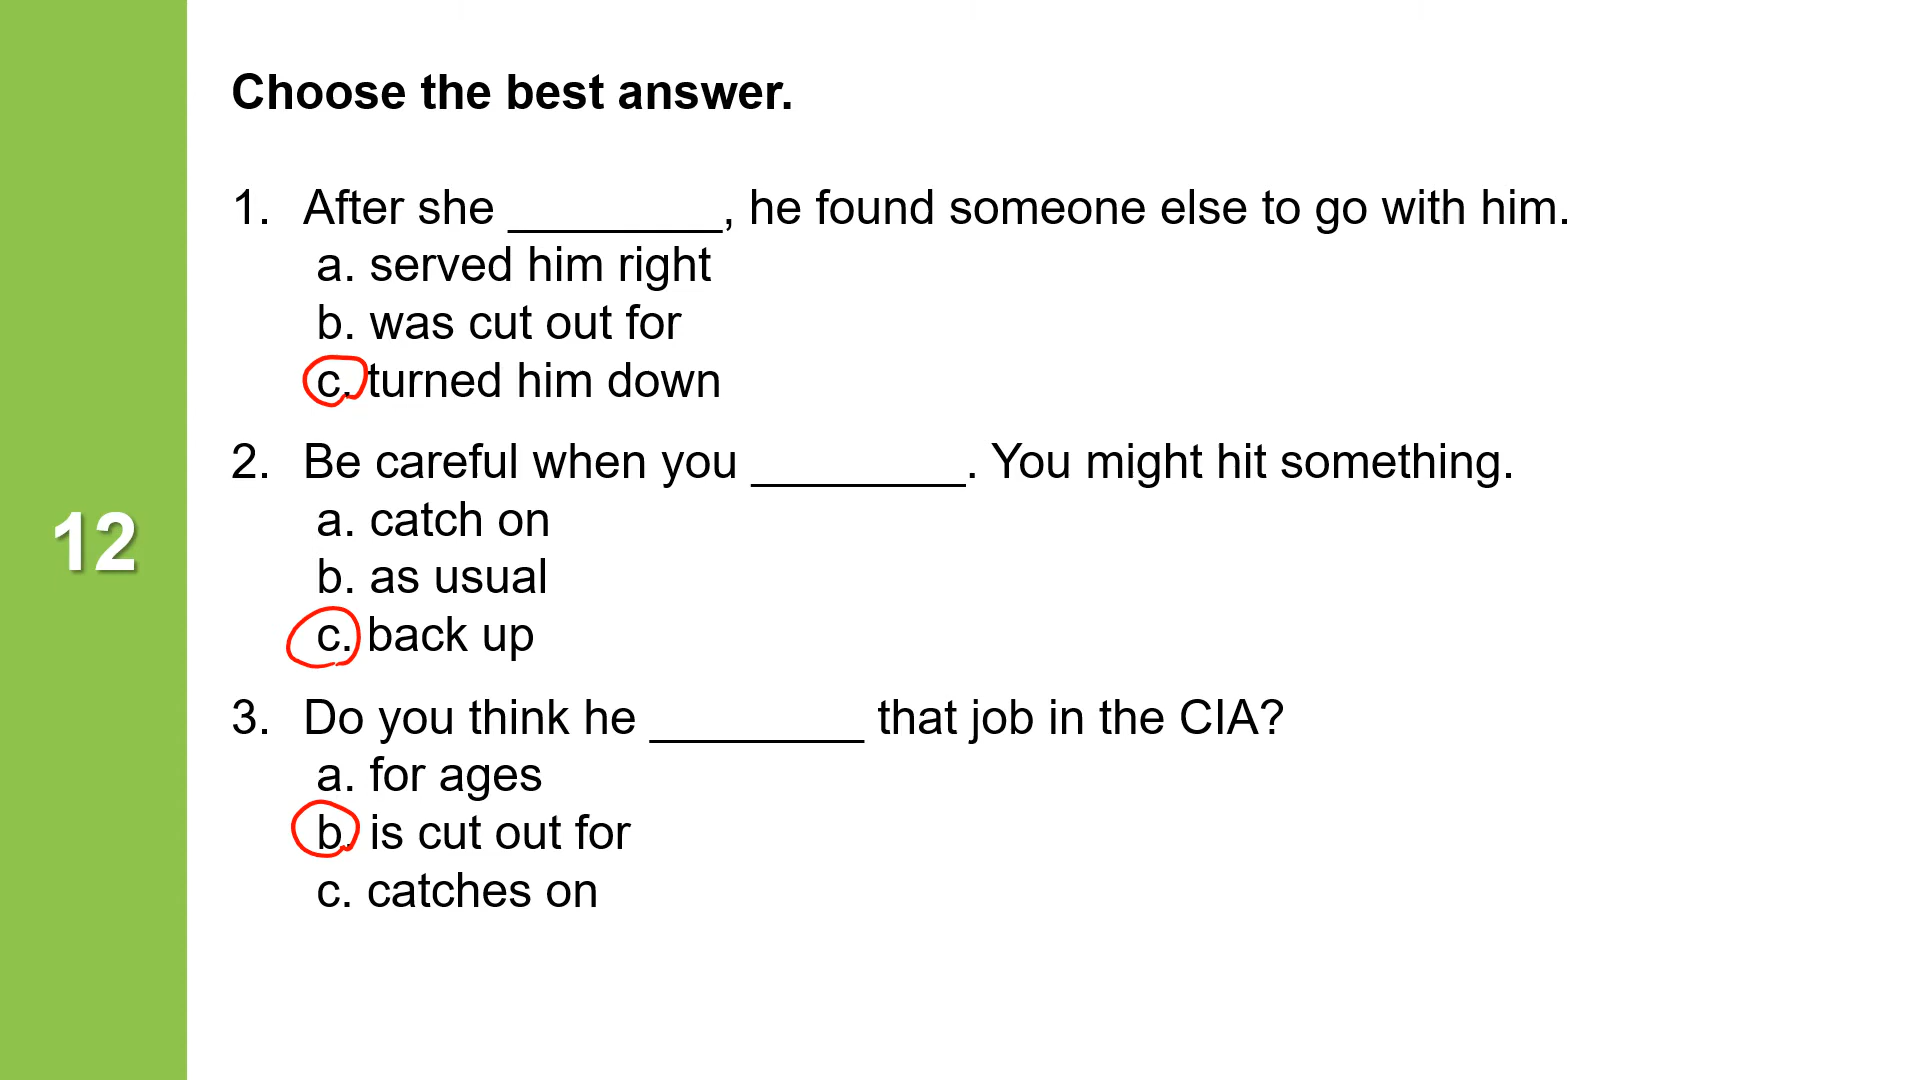 Choose the best answer.
1. After she ________, he found someone else to go with him.
a. served him right
b. was cut out for
c. turned him down
2. Be careful when you ________. You might hit something.
a. catch on
b. as usual
c. back up
12
3. Do you think he ________ that job in the CIA?
a. for ages
b. is cut out for
c. catches on